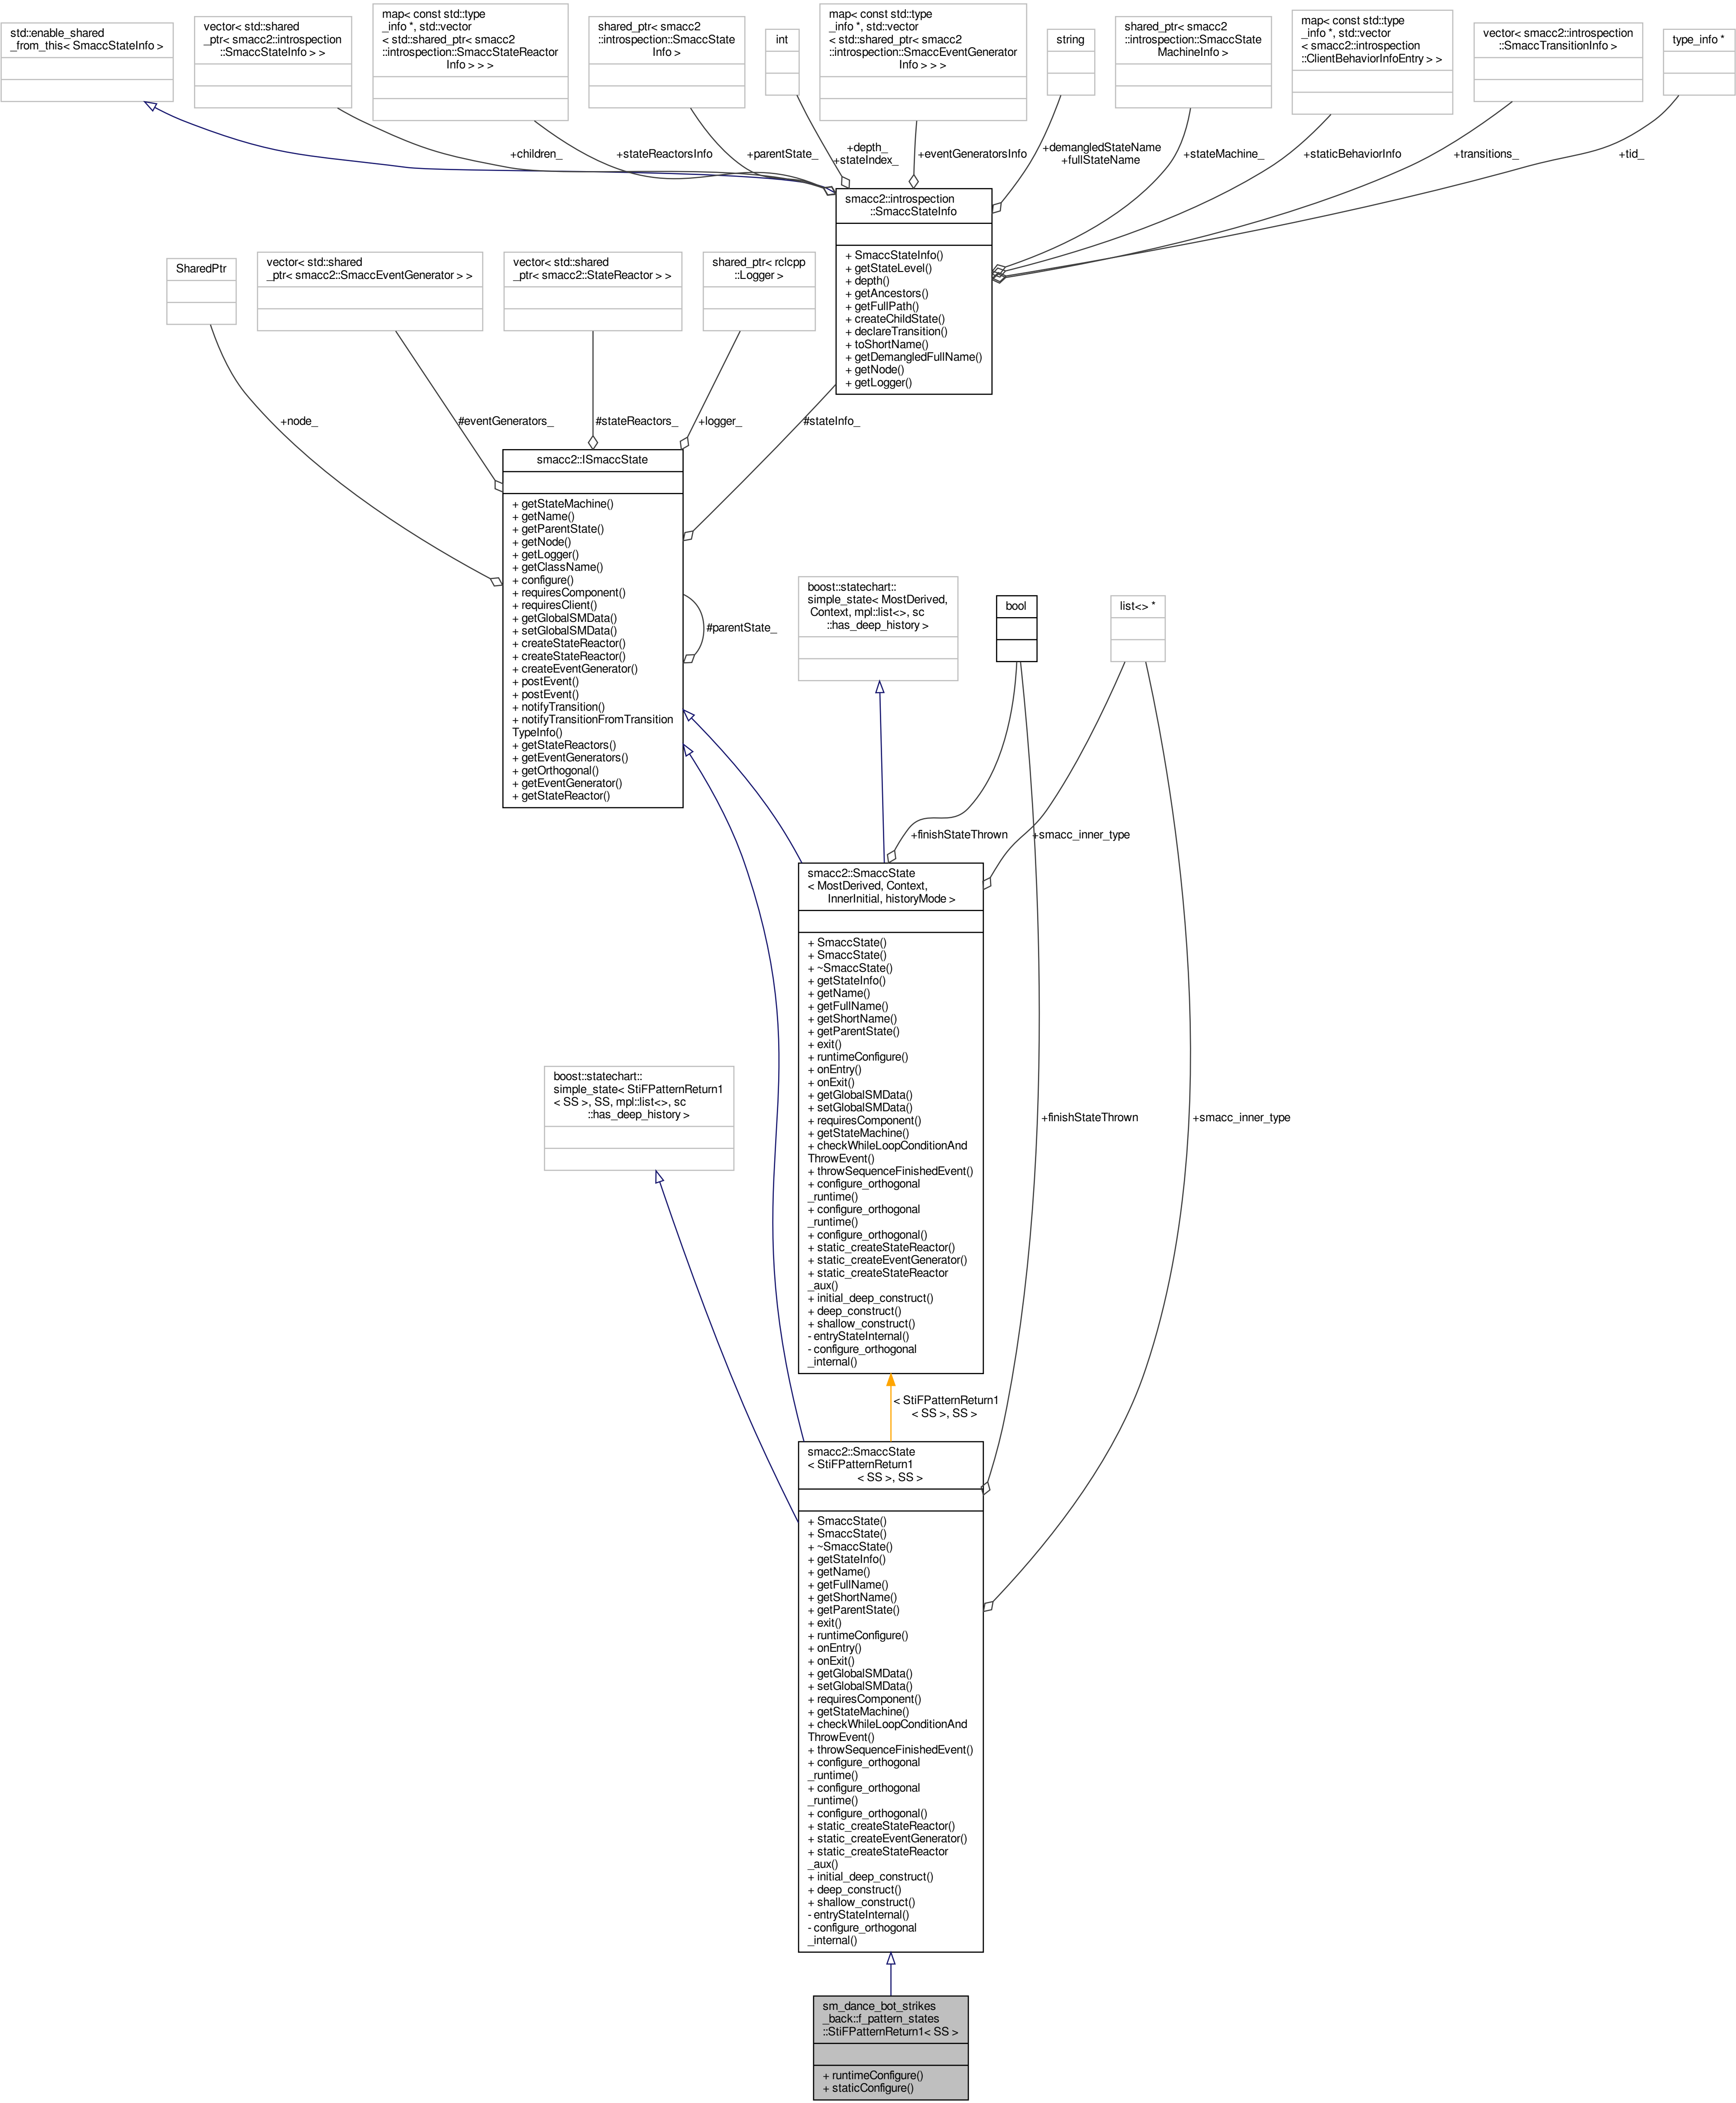 std::enable_shared
_from_this< SmaccStateInfo >
vector< std::shared
_ptr< smacc2::introspection
::SmaccStateInfo > >
map< const std::type
_info *, std::vector
< std::shared_ptr< smacc2
::introspection::SmaccStateReactor
Info > > >
shared_ptr< smacc2
::introspection::SmaccState
Info >
int
map< const std::type
_info *, std::vector
< std::shared_ptr< smacc2
::introspection::SmaccEventGenerator
Info > > >
string
shared_ptr< smacc2
::introspection::SmaccState
MachineInfo >
map< const std::type
_info *, std::vector
< smacc2::introspection
::ClientBehaviorInfoEntry > >
vector< smacc2::introspection
::SmaccTransitionInfo >
type_info *
+children_
+stateReactorsInfo
+parentState_
+depth_
+stateIndex_
+eventGeneratorsInfo
+demangledStateName
+fullStateName
+stateMachine_
+staticBehaviorInfo
+transitions_
+tid_
smacc2::introspection
::SmaccStateInfo
+ SmaccStateInfo()
+ getStateLevel()
+ depth()
+ getAncestors()
+ getFullPath()
+ createChildState()
+ declareTransition()
+ toShortName()
+ getDemangledFullName()
+ getNode()
+ getLogger()
SharedPtr
vector< std::shared
_ptr< smacc2::SmaccEventGenerator > >
vector< std::shared
_ptr< smacc2::StateReactor > >
shared_ptr< rclcpp
::Logger >
+node_
#eventGenerators_
#stateReactors_
+logger_
#stateInfo_
smacc2::ISmaccState
+ getStateMachine()
+ getName()
+ getParentState()
+ getNode()
+ getLogger()
+ getClassName()
+ configure()
+ requiresComponent()
+ requiresClient()
+ getGlobalSMData()
+ setGlobalSMData()
+ createStateReactor()
+ createStateReactor()
+ createEventGenerator()
+ postEvent()
+ postEvent()
+ notifyTransition()
+ notifyTransitionFromTransition
TypeInfo()
+ getStateReactors()
+ getEventGenerators()
+ getOrthogonal()
+ getEventGenerator()
+ getStateReactor()
#parentState_
boost::statechart::
simple_state< MostDerived,
Context, mpl::list<>, sc
::has_deep_history >
bool
list<> *
+finishStateThrown
+smacc_inner_type
smacc2::SmaccState
< MostDerived, Context,
InnerInitial, historyMode >
+ SmaccState()
+ SmaccState()
+ ~SmaccState()
+ getStateInfo()
+ getName()
+ getFullName()
+ getShortName()
+ getParentState()
+ exit()
+ runtimeConfigure()
+ onEntry()
+ onExit()
+ getGlobalSMData()
+ setGlobalSMData()
+ requiresComponent()
+ getStateMachine()
+ checkWhileLoopConditionAnd
ThrowEvent()
+ throwSequenceFinishedEvent()
+ configure_orthogonal
_runtime()
+ configure_orthogonal
_runtime()
+ configure_orthogonal()
+ static_createStateReactor()
+ static_createEventGenerator()
+ static_createStateReactor
_aux()
+ initial_deep_construct()
+ deep_construct()
+ shallow_construct()
- entryStateInternal()
- configure_orthogonal
_internal()
boost::statechart::
simple_state< StiFPatternReturn1
< SS >, SS, mpl::list<>, sc
::has_deep_history >
+finishStateThrown
+smacc_inner_type
< StiFPatternReturn1
< SS >, SS >
smacc2::SmaccState
< StiFPatternReturn1
< SS >, SS >
+ SmaccState()
+ SmaccState()
+ ~SmaccState()
+ getStateInfo()
+ getName()
+ getFullName()
+ getShortName()
+ getParentState()
+ exit()
+ runtimeConfigure()
+ onEntry()
+ onExit()
+ getGlobalSMData()
+ setGlobalSMData()
+ requiresComponent()
+ getStateMachine()
+ checkWhileLoopConditionAnd
ThrowEvent()
+ throwSequenceFinishedEvent()
+ configure_orthogonal
_runtime()
+ configure_orthogonal
_runtime()
+ configure_orthogonal()
+ static_createStateReactor()
+ static_createEventGenerator()
+ static_createStateReactor
_aux()
+ initial_deep_construct()
+ deep_construct()
+ shallow_construct()
- entryStateInternal()
- configure_orthogonal
_internal()
sm_dance_bot_strikes
_back::f_pattern_states
::StiFPatternReturn1< SS >
+ runtimeConfigure()
+ staticConfigure()